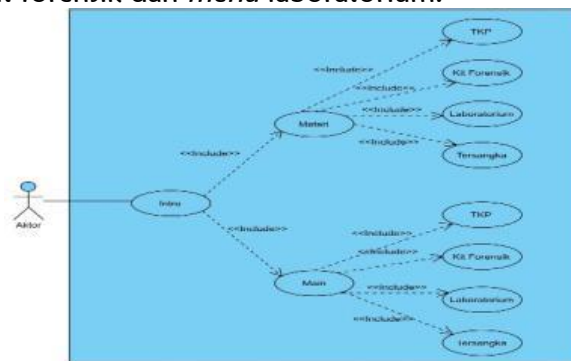 forensik dan menu laboratorium.
TKP
<<Include>>
Kit Forensik
<<Include>>
Materi
<<Include>>
Laboratorium
<<Include>>
<<Include>>
Tersangka
Intro
Aktor
TKP
<<Include>>
<<Include>>
<<Include>>
Kit Forensik
Main
<<Include>>
Laboratorium
<<Include>>
Tersangka